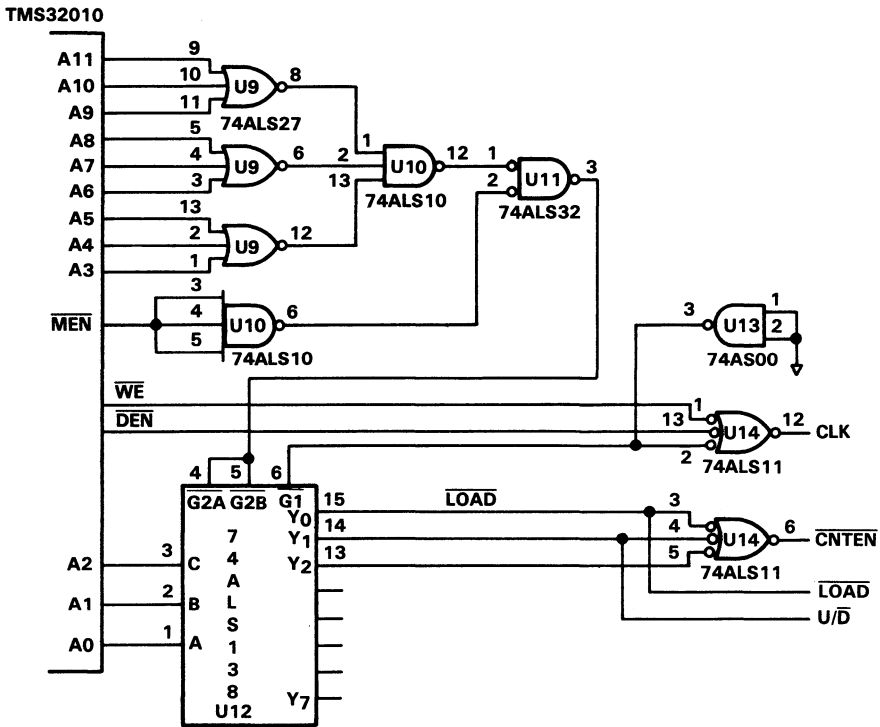 TMS32010
A11
9
A10
10
A9
11
U9
8
74ALS27
A8
5
A7
4
A6
3
U9
6
A5
13
A4
2
A3
1
U9
12
1
2
13
U10
12
74ALS10
1
2
U11
3
74ALS32
MEN
3
4
5
U10
6
74ALS10
3
U13
1
2
74AS00
WE
DEN
1
13
2
U14
12
CLK
74ALS11
4
5
6
G2A
G2B
G1
15
Y0
LOAD
14
Y1
13
Y2
3
4
5
U14
6
CNTEN
74ALS11
LOAD
U/D
A2
3
C
A1
2
B
A0
1
A
7
4
A
L
S
1
3
8
U12
Y7